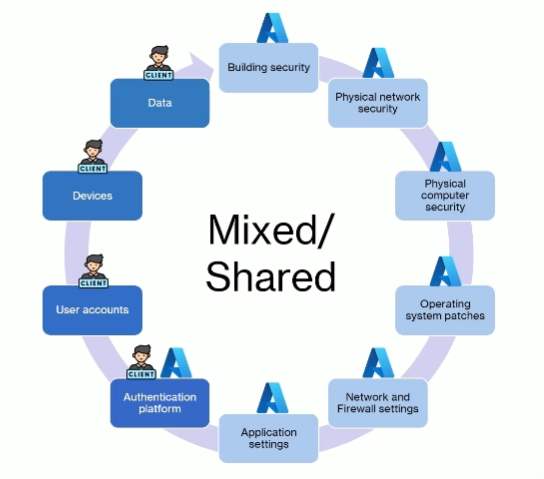 Building security
Physical network
security
Physical
computer
security
Operating
system patches
Network and
Firewall settings
Application
settings
CLIENT
Authentication
platform
CLIENT
User accounts
CLIENT
Devices
CLIENT
Data
Mixed/
Shared